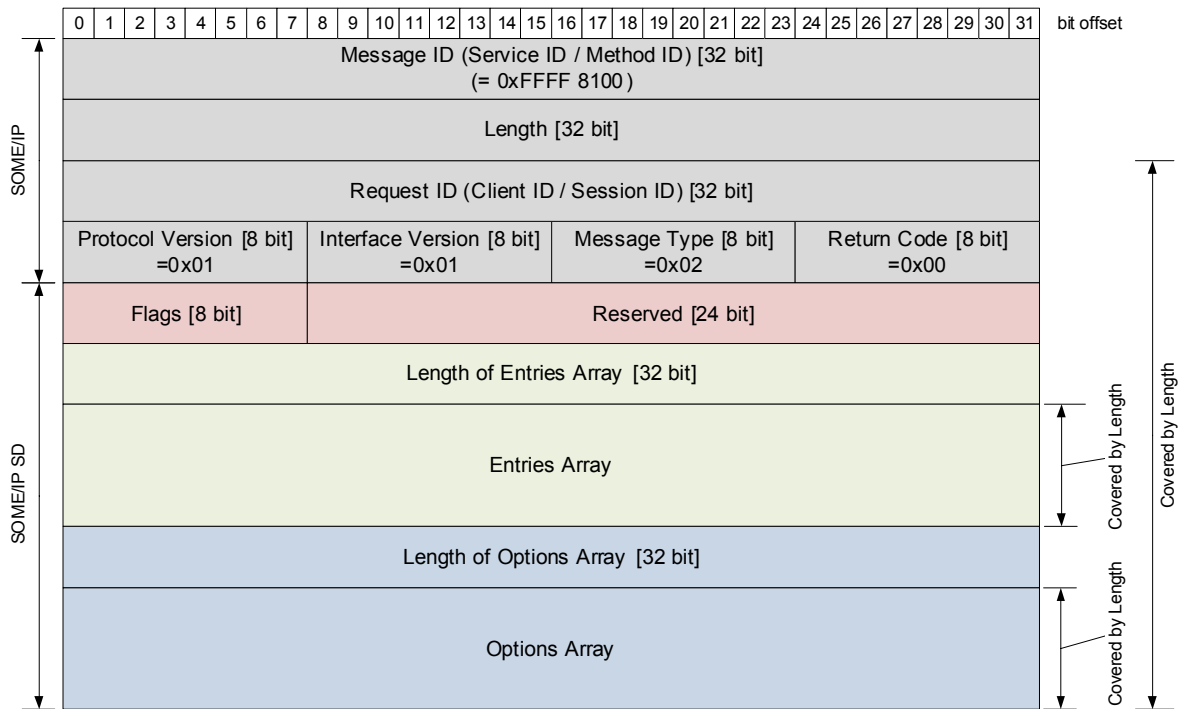 0 1 2 3 4 5 6 7 8 9 10 11 12 13 14 15 16 17 18 19 20 21 22 23 24 25 26 27 28 29 30 31 bit offset
SOME/IP
Message ID (Service ID / Method ID) [32 bit]
(= 0xFFFF 8100)
Length [32 bit]
Request ID (Client ID / Session ID) [32 bit]
Protocol Version [8 bit]
=0x01
Interface Version [8 bit]
=0x01
Message Type [8 bit]
=0x02
Return Code [8 bit]
=0x00
SOME/IP SD
Flags [8 bit]
Reserved [24 bit]
Length of Entries Array [32 bit]
Entries Array
Covered by Length
Length of Options Array [32 bit]
Options Array
Covered by Length
Covered by Length